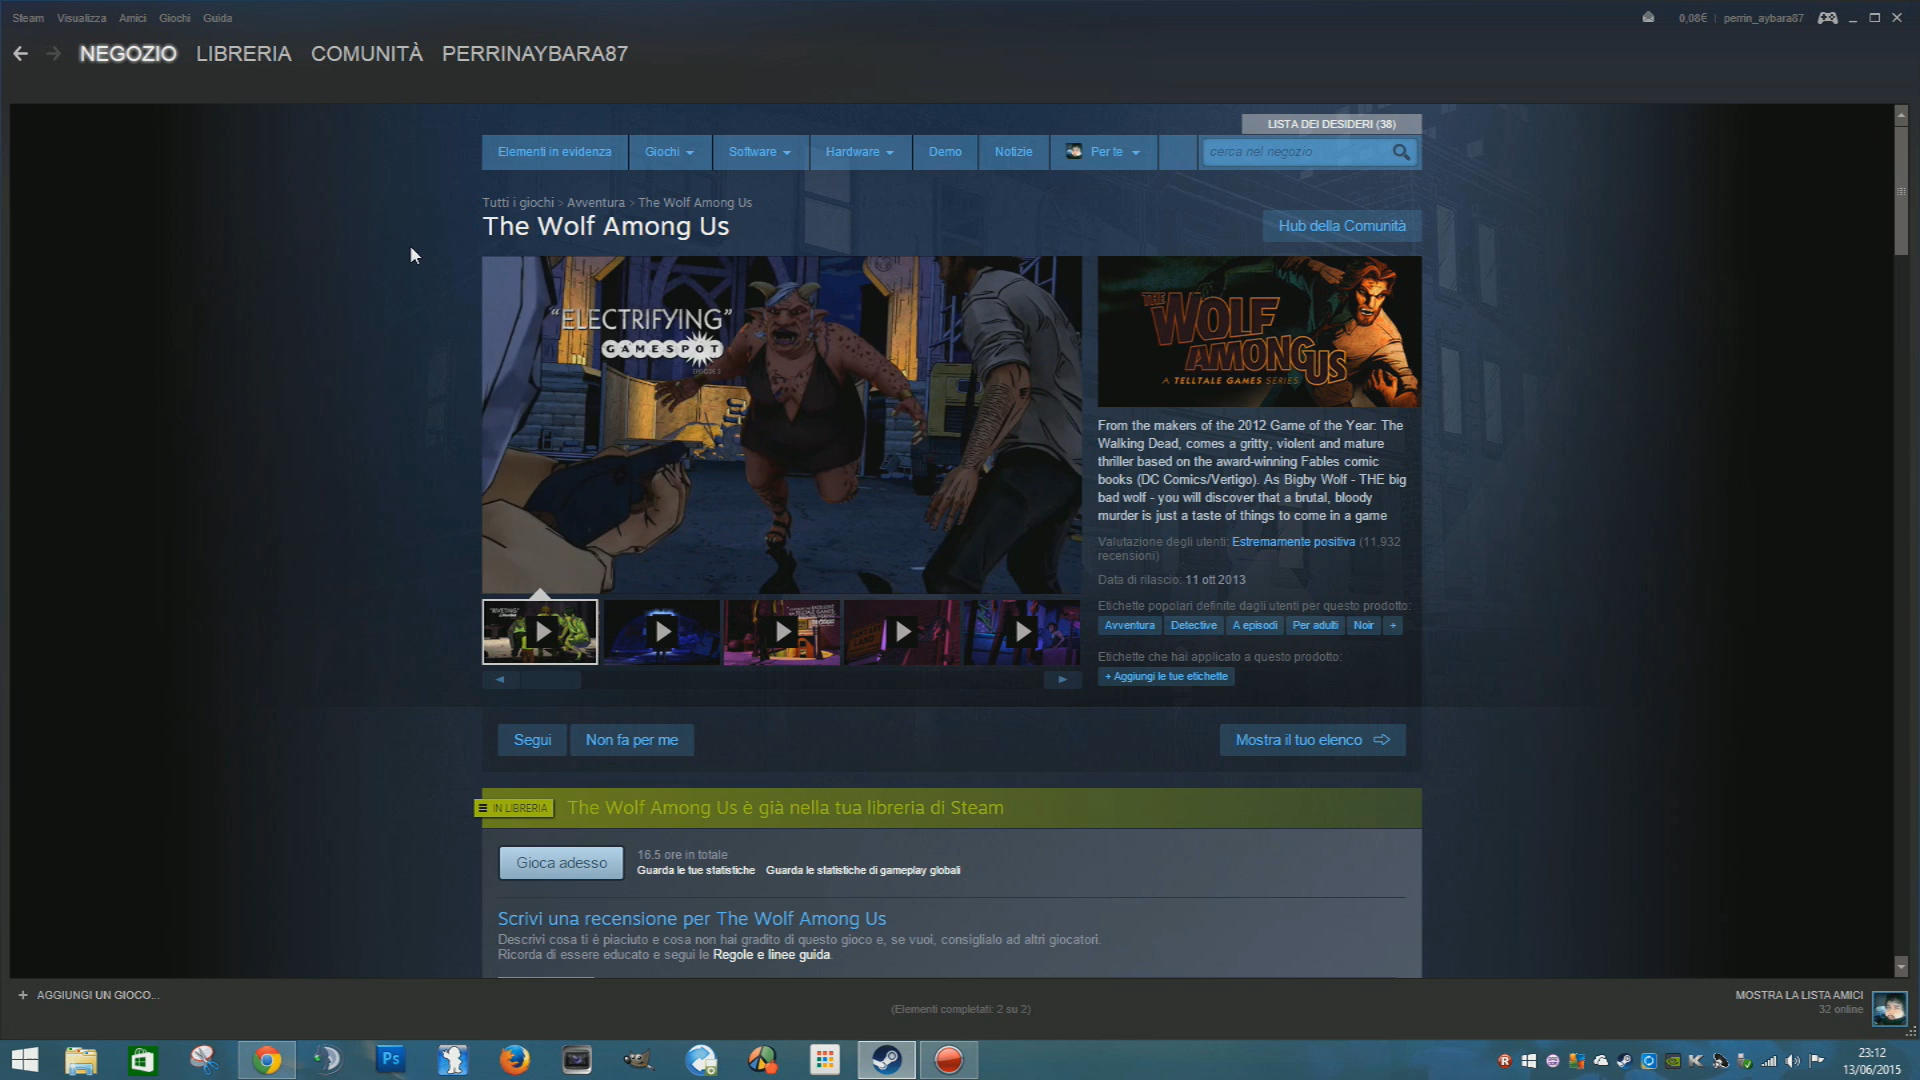 Steam Visualizza Amici Giochi Guida
0,08€ | perrin_aybara87
NEGOZIO LIBRERIA COMUNITÀ PERRINAYBARA87
LISTA DEI DESIDERI (38)
Elementi in evidenza Giochi Software Hardware Demo Notizie Per te cerca nel negozio
Tutti i giochi > Avventura > The Wolf Among Us
The Wolf Among Us
Hub della Comunità
"ELECTRIFYING"
GAMESPOT
EPISODE 3
THE WOLF AMONG US
A TELLTALE GAMES SERIES
From the makers of the 2012 Game of the Year: The
Walking Dead, comes a gritty, violent and mature
thriller based on the award-winning Fables comic
books (DC Comics/Vertigo). As Bigby Wolf - THE big
bad wolf - you will discover that a brutal, bloody
murder is just a taste of things to come in a game
Valutazione degli utenti: Estremamente positiva (11,932
recensioni)
Data di rilascio: 11 ott 2013
Etichette popolari definite dagli utenti per questo prodotto:
Avventura Detective A episodi Per adulti Noir +
Etichette che hai applicato a questo prodotto:
+ Aggiungi le tue etichette
"RIVETING"
Segui Non fa per me Mostra il tuo elenco
IN LIBRERIA The Wolf Among Us è già nella tua libreria di Steam
Gioca adesso
16.5 ore in totale
Guarda le tue statistiche Guarda le statistiche di gameplay globali
Scrivi una recensione per The Wolf Among Us
Descrivi cosa ti è piaciuto e cosa non hai gradito di questo gioco e, se vuoi, consiglialo ad altri giocatori.
Ricorda di essere educato e segui le Regole e linee guida.
+ AGGIUNGI UN GIOCO...
(Elementi completati: 2 su 2)
MOSTRA LA LISTA AMICI
32 online
Ps
23:12
13/06/2015